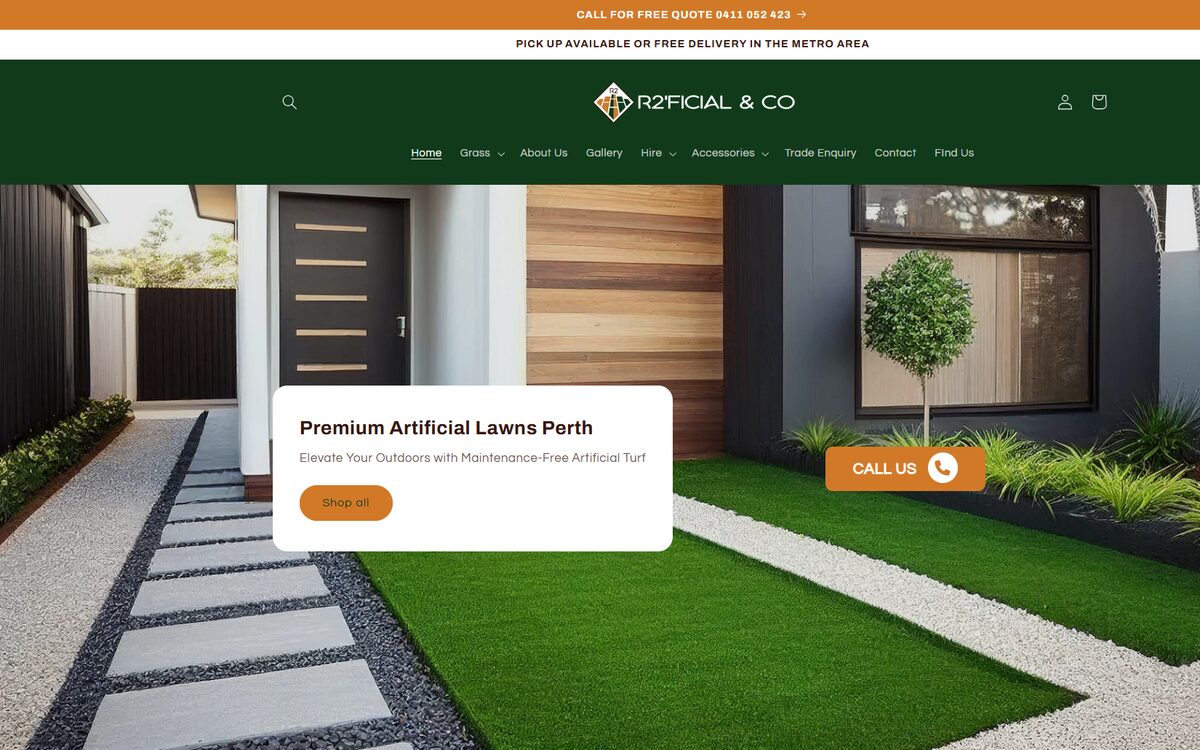 CALL FOR FREE QUOTE 0411 052 423 →
PICK UP AVAILABLE OR FREE DELIVERY IN THE METRO AREA
R2
R2'FICIAL & CO
Home Grass About Us Gallery Hire Accessories Trade Enquiry Contact FInd Us
Premium Artificial Lawns Perth
Elevate Your Outdoors with Maintenance-Free Artificial Turf
CALL US
Shop all